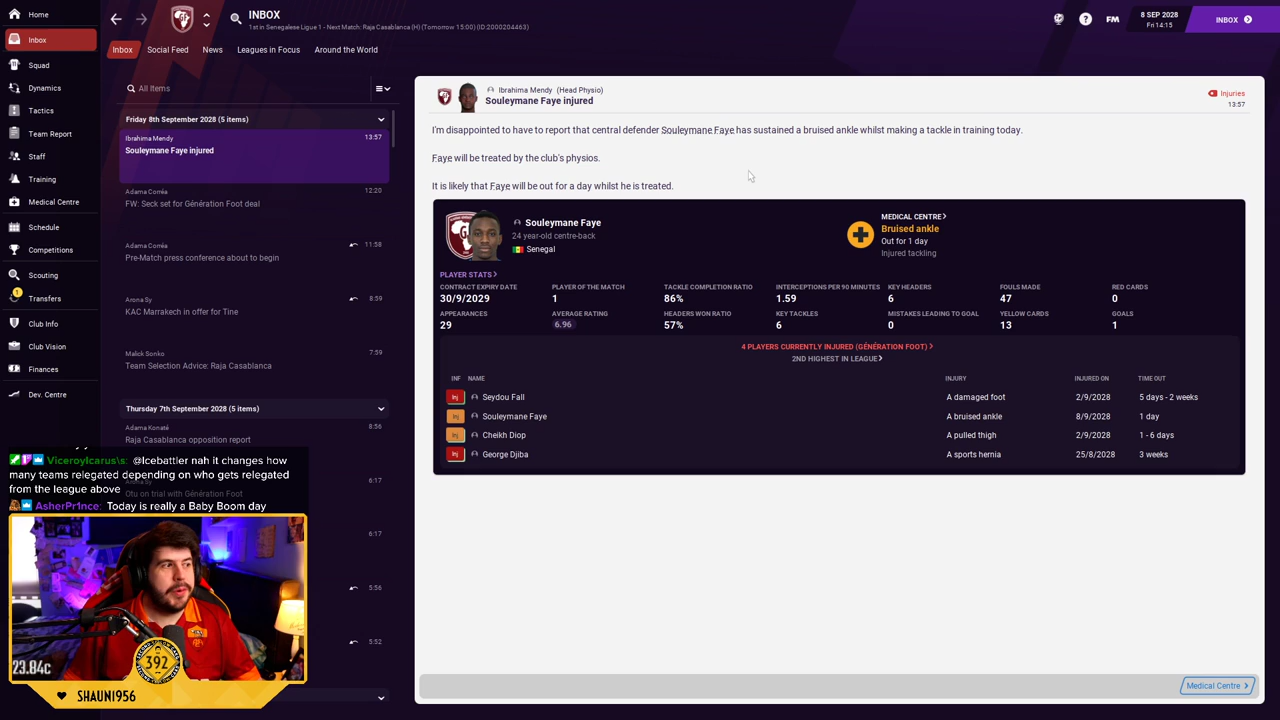 Home
Inbox
Squad
Dynamics
Tactics
Team Report
Staff
Training
Medical Centre
Schedule
Competitions
Scouting
1
Transfers
Club Info
Club Vision
Finances
Dev. Centre
INBOX
1st in Senegalese Ligue 1 - Next Match: Raja Casablanca (H) (Tomorrow 15:00) (ID:2000204463)
FM
8 SEP 2028
Fri 14:15
INBOX
Inbox Social Feed News Leagues in Focus Around the World
All Items
Friday 8th September 2028 (5 items)
Ibrahima Mendy 13:57
Souleymane Faye injured
Adama Corréa 12:20
FW: Seck set for Génération Foot deal
Adama Corréa 11:58
Pre-Match press conference about to begin
Arona Sy 8:59
KAC Marrakech in offer for Tine
Malick Sonko 7:59
Team Selection Advice: Raja Casablanca
Thursday 7th September 2028 (5 items)
Adama Konaté 8:56
Raja Casablanca opposition report
6:17
Otu on trial with Génération Foot
6:17
5:56
5:52
ViceroyIcarus\s: @Icebattler nah it changes how
many teams relegated depending on who gets relegated
from the league above
AsherPr1nce: Today is really a Baby Boom day
23.84c
392
SHAUNI956
Ibrahima Mendy (Head Physio)
Souleymane Faye injured
Injuries
13:57
I'm disappointed to have to report that central defender Souleymane Faye has sustained a bruised ankle whilst making a tackle in training today.
Faye will be treated by the club's physios.
It is likely that Faye will be out for a day whilst he is treated.
Souleymane Faye
24 year-old centre-back
Senegal
MEDICAL CENTRE
Bruised ankle
Out for 1 day
Injured tackling
PLAYER STATS
CONTRACT EXPIRY DATE PLAYER OF THE MATCH TACKLE COMPLETION RATIO INTERCEPTIONS PER 90 MINUTES KEY HEADERS FOULS MADE RED CARDS
30/9/2029 1 86% 1.59 6 47 0
APPEARANCES AVERAGE RATING HEADERS WON RATIO KEY TACKLES MISTAKES LEADING TO GOAL YELLOW CARDS GOALS
29 6.96 57% 6 0 13 1
4 PLAYERS CURRENTLY INJURED (GÉNÉRATION FOOT)
2ND HIGHEST IN LEAGUE
INF NAME INJURY INJURED ON TIME OUT
Inj Seydou Fall A damaged foot 2/9/2028 5 days - 2 weeks
Inj Souleymane Faye A bruised ankle 8/9/2028 1 day
Inj Cheikh Diop A pulled thigh 2/9/2028 1 - 6 days
Inj George Djiba A sports hernia 25/8/2028 3 weeks
Medical Centre